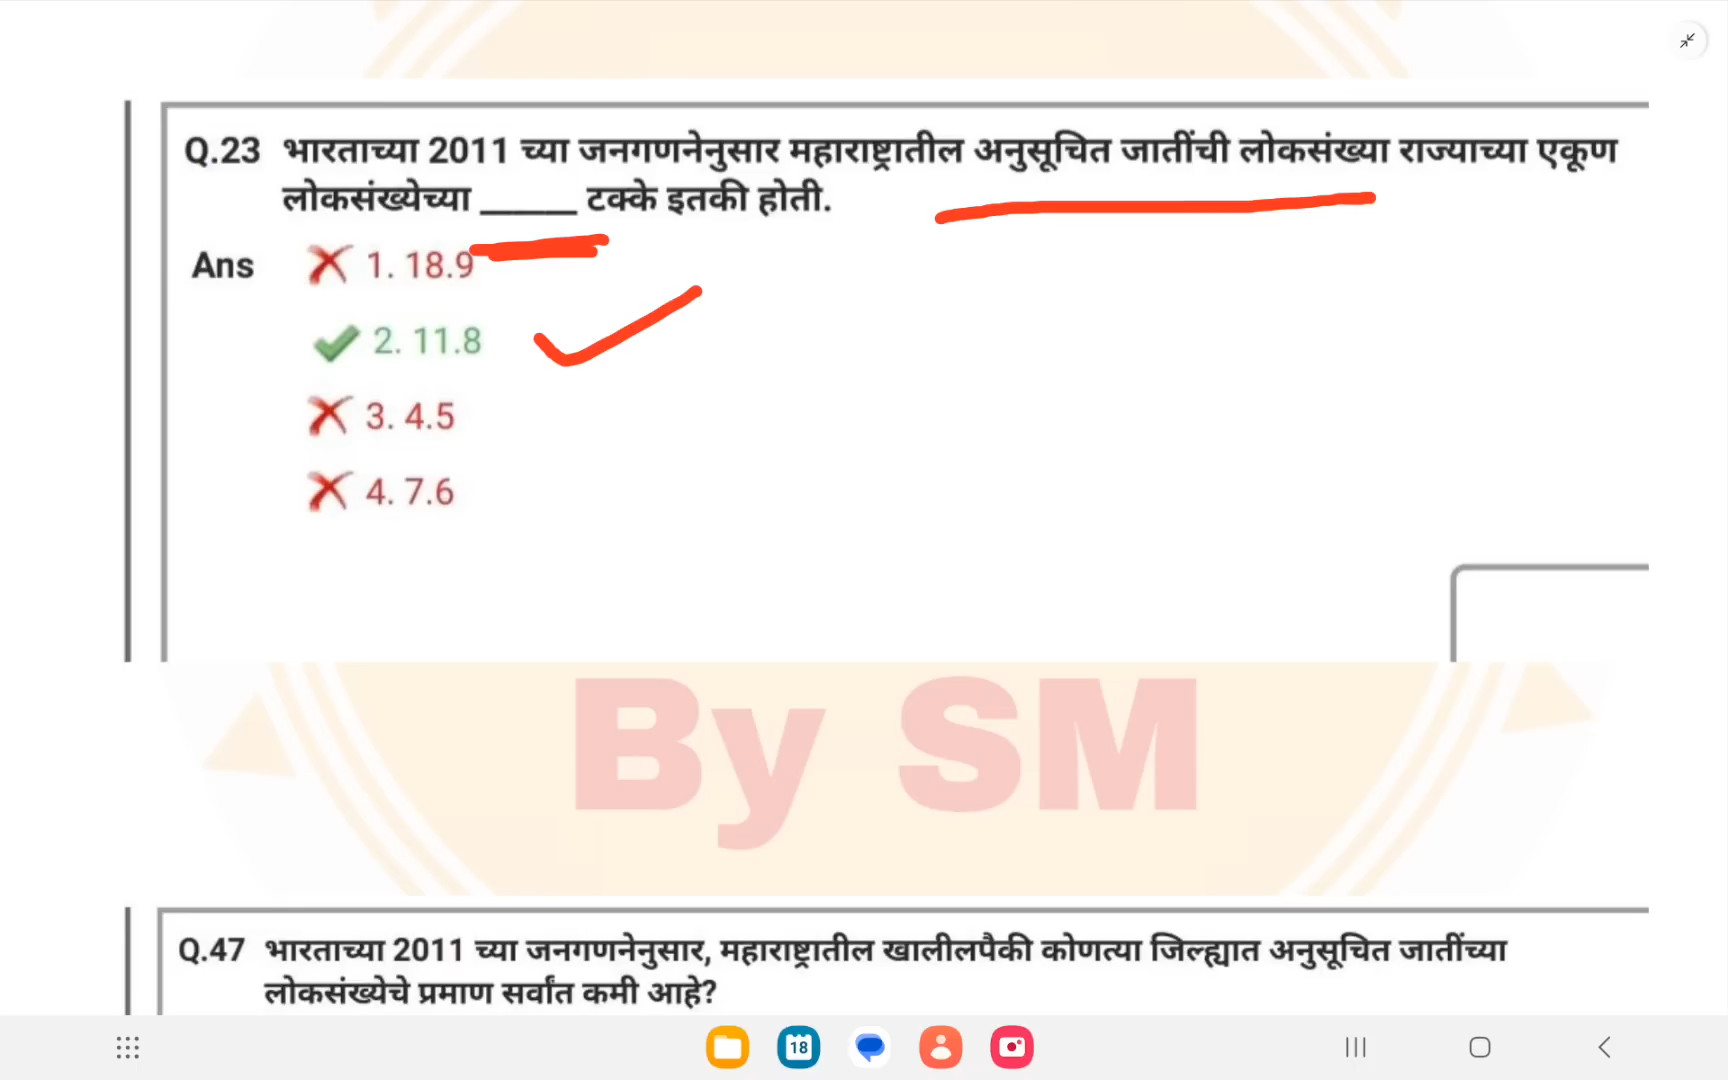 Q.23 भारताच्या 2011 च्या जनगणनेनुसार महाराष्ट्रातील अनुसूचित जातींची लोकसंख्या राज्याच्या एकूण
लोकसंख्येच्या _____ टक्के इतकी होती.
Ans 1. 18.9
2. 11.8
3. 4.5
4. 7.6
By SM
Q.47 भारताच्या 2011 च्या जनगणनेनुसार, महाराष्ट्रातील खालीलपैकी कोणत्या जिल्ह्यात अनुसूचित जातींच्या
लोकसंख्येचे प्रमाण सर्वांत कमी आहे?
18